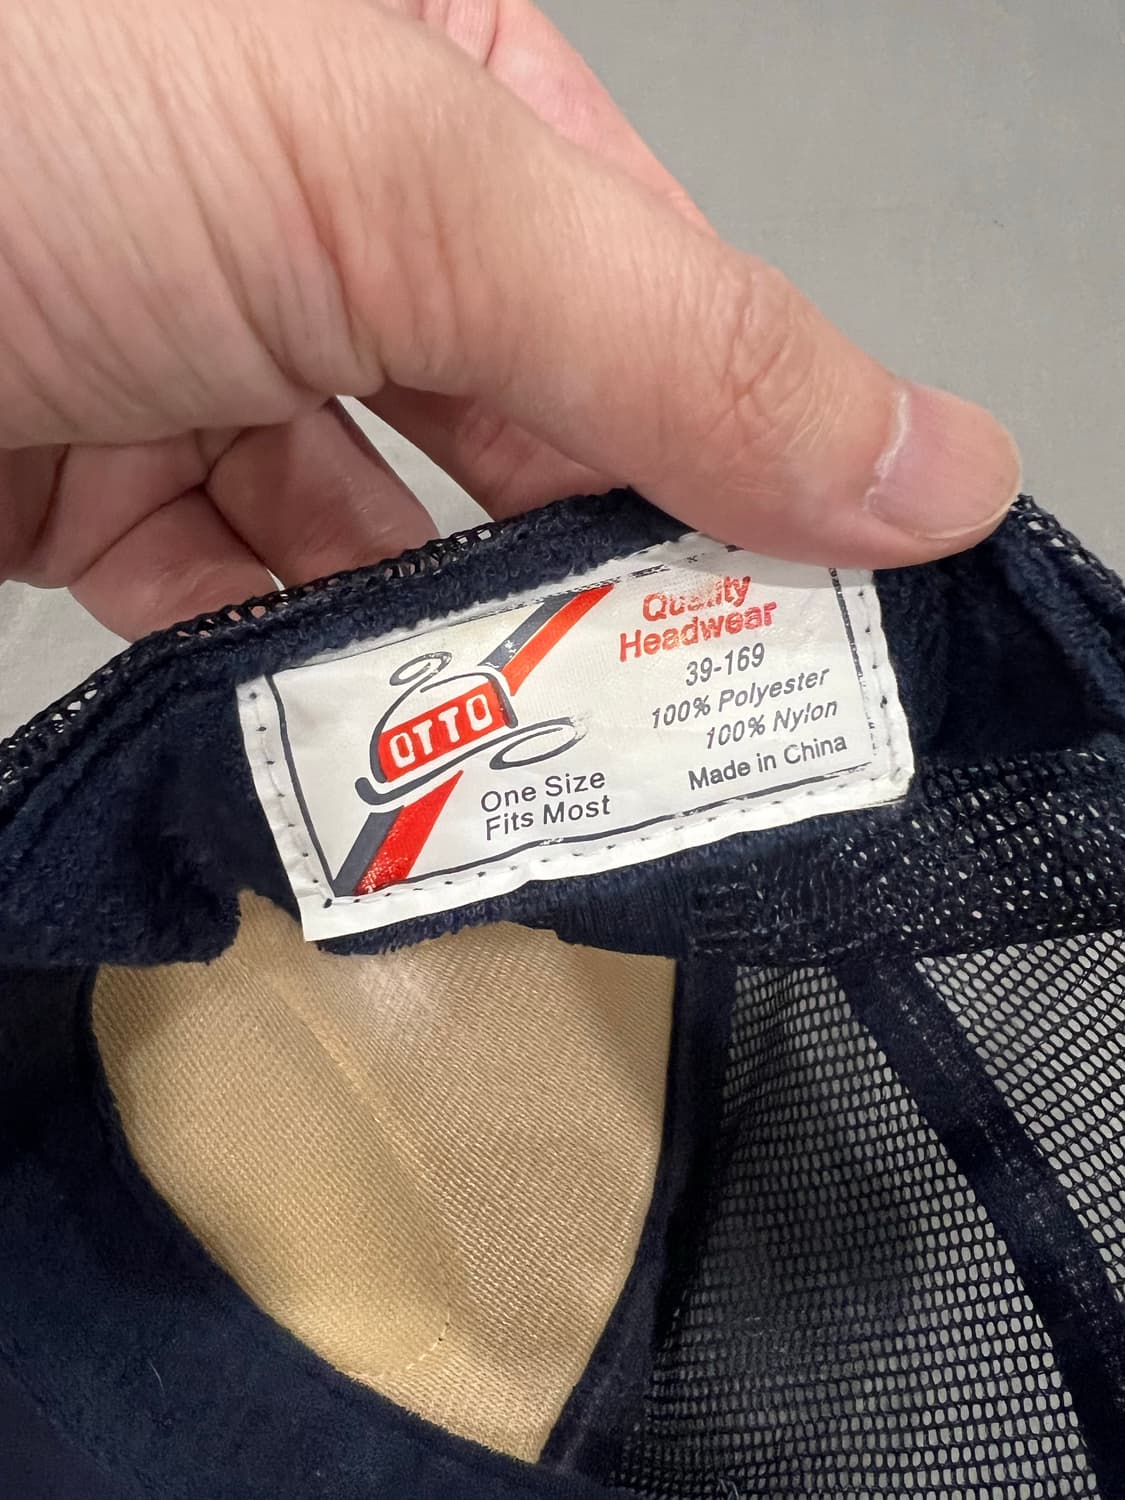 OTTO
One Size
Fits Most
Quality
Headwear
39-169
100% Polyester
100% Nylon
Made in China